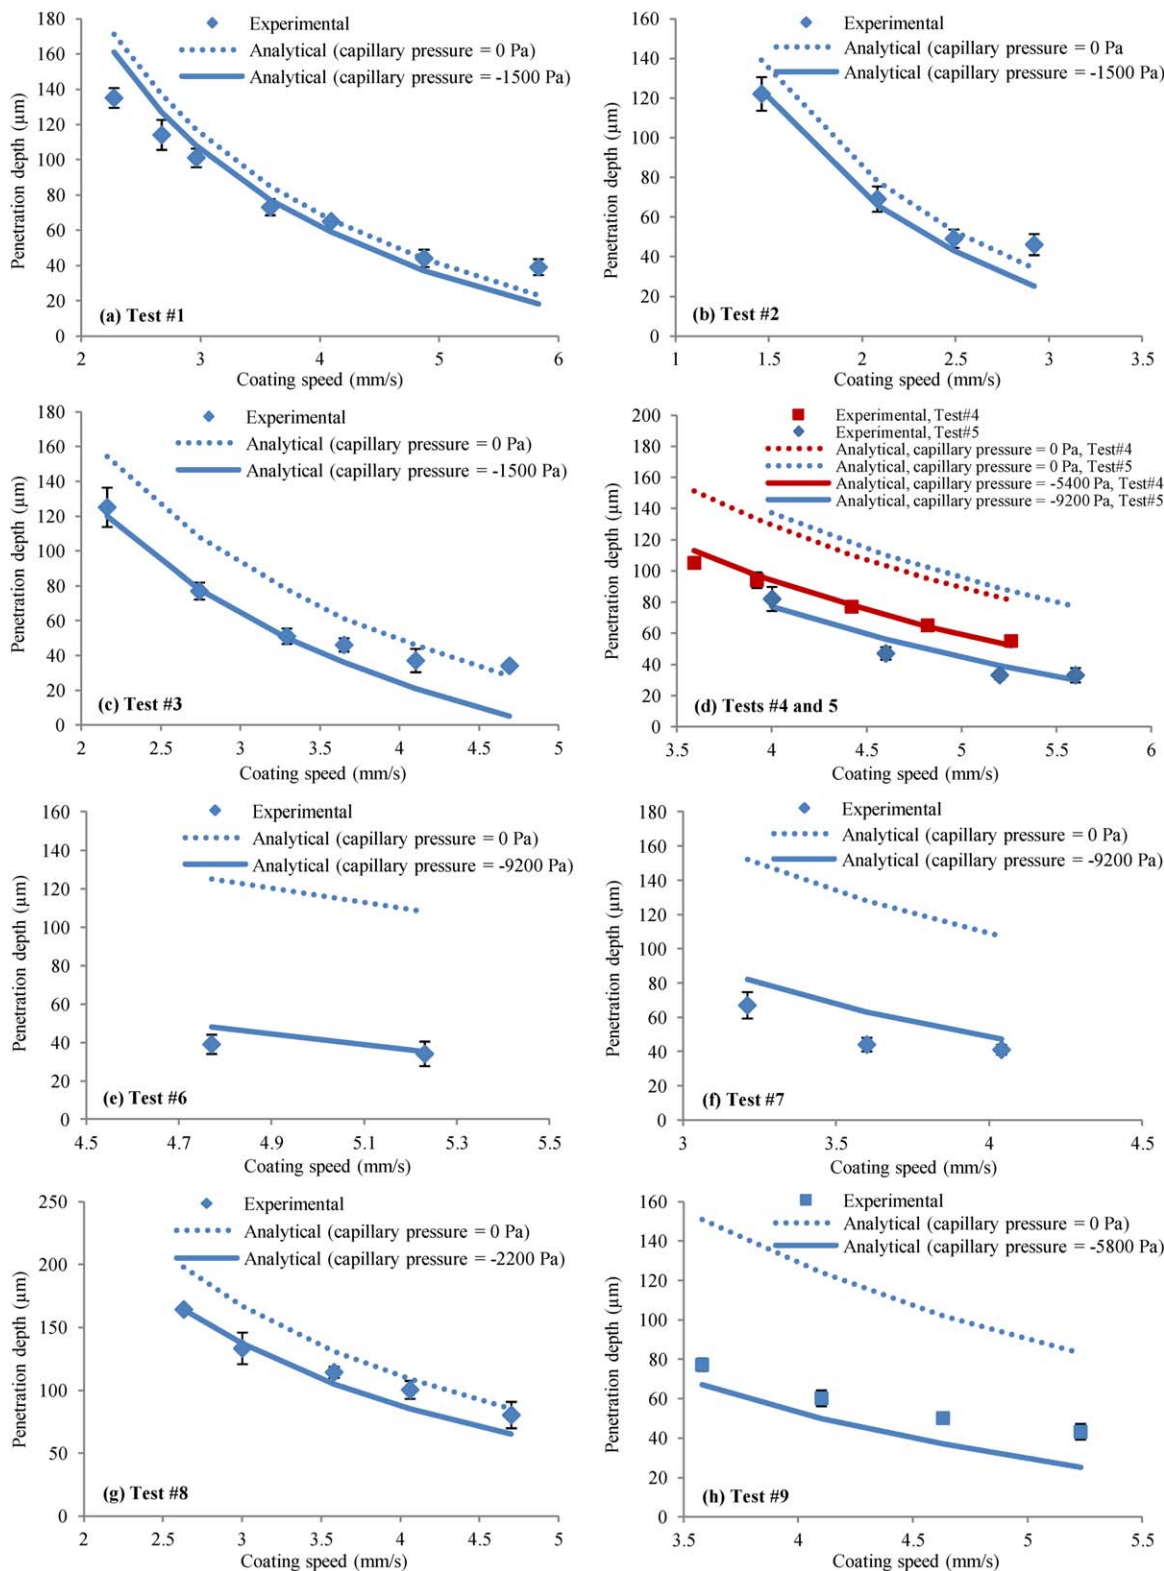 180
160
140
120
100
80
60
40
20
0
Penetration depth (µm)
Experimental
Analytical (capillary pressure = 0 Pa)
Analytical (capillary pressure = -1500 Pa)
(a) Test #1
2 3 4 5 6
Coating speed (mm/s)
160
140
120
100
80
60
40
20
0
Penetration depth (µm)
Experimental
Analytical (capillary pressure = 0 Pa
Analytical (capillary pressure = -1500 Pa)
(b) Test #2
1 1.5 2 2.5 3 3.5
Coating speed (mm/s)
180
160
140
120
100
80
60
40
20
0
Penetration depth (µm)
Experimental
Analytical (capillary pressure = 0 Pa)
Analytical (capillary pressure = -1500 Pa)
(c) Test #3
2 2.5 3 3.5 4 4.5 5
Coating speed (mm/s)
200
180
160
140
120
100
80
60
40
20
0
Penetration depth (µm)
Experimental, Test#4
Experimental, Test#5
Analytical, capillary pressure = 0 Pa, Test#4
Analytical, capillary pressure = 0 Pa, Test#5
Analytical, capillary pressure = -5400 Pa, Test#4
Analytical, capillary pressure = -9200 Pa, Test#5
(d) Tests #4 and 5
3.5 4 4.5 5 5.5 6
Coating speed (mm/s)
160
140
120
100
80
60
40
20
0
Penetration depth (µm)
Experimental
Analytical (capillary pressure = 0 Pa)
Analytical (capillary pressure = -9200 Pa)
(e) Test #6
4.5 4.7 4.9 5.1 5.3 5.5
Coating speed (mm/s)
180
160
140
120
100
80
60
40
20
0
Penetration depth (µm)
Experimental
Analytical (capillary pressure = 0 Pa)
Analytical (capillary pressure = -9200 Pa)
(f) Test #7
3 3.5 4 4.5
Coating speed (mm/s)
250
200
150
100
50
0
Penetration depth (µm)
Experimental
Analytical (capillary pressure = 0 Pa)
Analytical (capillary pressure = -2200 Pa)
(g) Test #8
2 2.5 3 3.5 4 4.5 5
Coating speed (mm/s)
160
140
120
100
80
60
40
20
0
Penetration depth (µm)
Experimental
Analytical (capillary pressure = 0 Pa)
Analytical (capillary pressure = -5800 Pa)
(h) Test #9
3.5 4 4.5 5 5.5
Coating speed (mm/s)